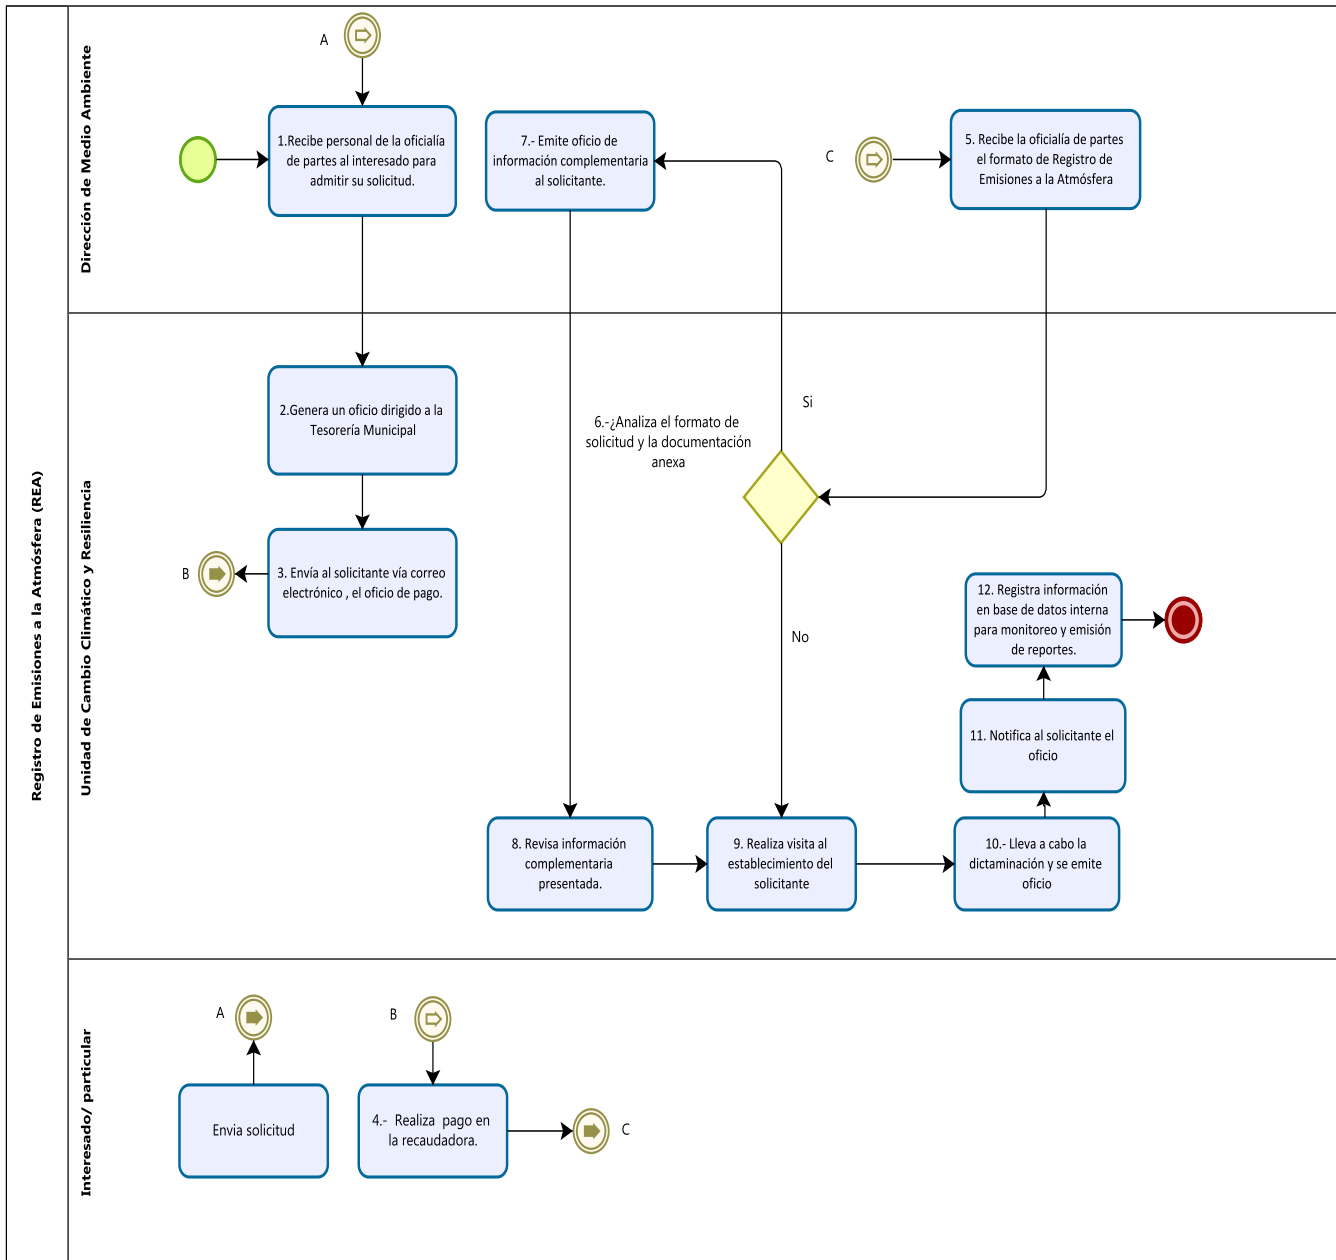 Registro de Emisiones a la Atmósfera (REA)
Dirección de Medio Ambiente
A
1.Recibe personal de la oficialía
de partes al interesado para
admitir su solicitud.
7.- Emite oficio de
información complementaria
al solicitante.
C
5. Recibe la oficialía de partes
el formato de Registro de
Emisiones a la Atmósfera
Unidad de Cambio Climático y Resiliencia
2.Genera un oficio dirigido a la
Tesorería Municipal
Si
6.-¿Analiza el formato de
solicitud y la documentación
anexa
B
3. Envía al solicitante vía correo
electrónico , el oficio de pago.
No
12. Registra información
en base de datos interna
para monitoreo y emisión
de reportes.
11. Notifica al solicitante el
oficio
8. Revisa información
complementaria
presentada.
9. Realiza visita al
establecimiento del
solicitante
10.- Lleva a cabo la
dictaminación y se emite
oficio
Interesado/ particular
A
B
Envia solicitud
4.- Realiza pago en
la recaudadora.
C